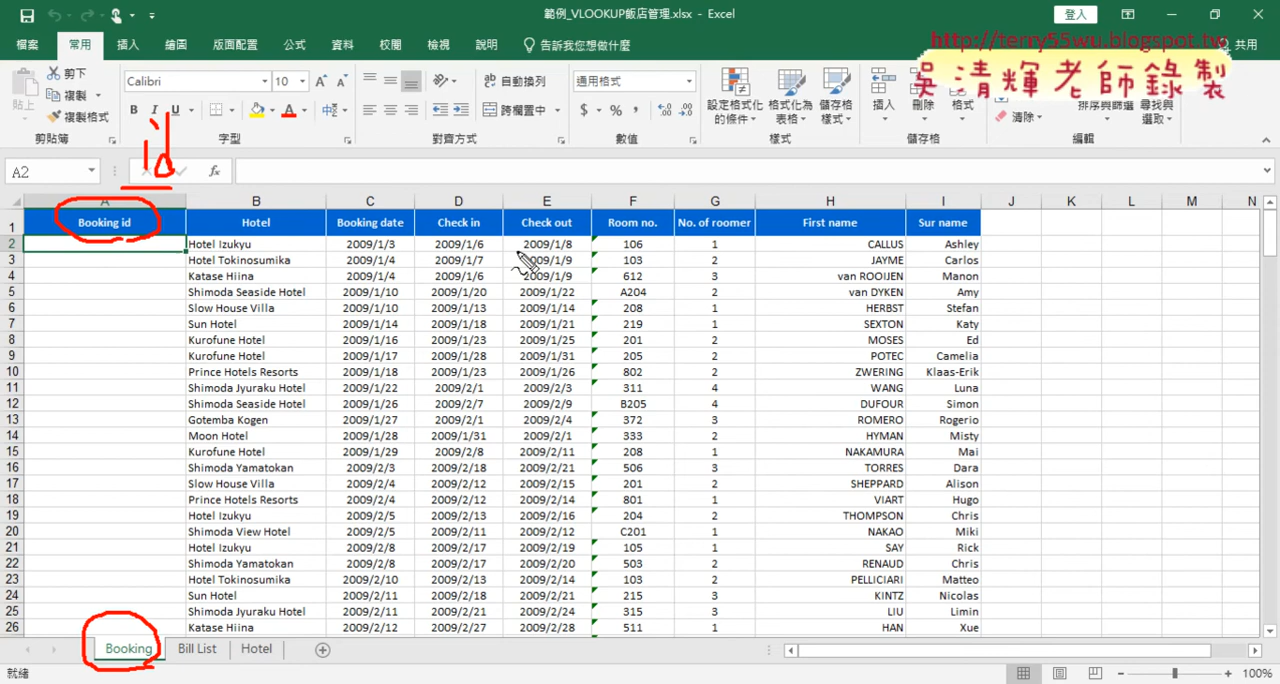 範例_VLOOKUP飯店管理.xlsx - Excel
登入
檔案 常用 插入 繪圖 版面配置 公式 資料 校閱 檢視 說明 告訴我您想做什麼 共用
http://terry55wu.blogspot.tw
吳清輝老師錄製
貼上 剪下 複製 複製格式 剪貼簿
Calibri 10 B I U 字型
自動換列 跨欄置中 對齊方式
通用格式 $ % 數值
設定格式化的條件 格式化為表格 儲存格樣式 樣式
插入 刪除 格式 儲存格
清除 排序與篩選 尋找與選取 編輯
id
A2 fx
A B C D E F G H I J K L M N
1 Booking id Hotel Booking date Check in Check out Room no. No. of roomer First name Sur name
2 Hotel Izukyu 2009/1/3 2009/1/6 2009/1/8 106 1 CALLUS Ashley
3 Hotel Tokinosumika 2009/1/4 2009/1/7 2009/1/9 103 2 JAYME Carlos
4 Katase Hiina 2009/1/4 2009/1/6 2009/1/9 612 3 van ROOIJEN Manon
5 Shimoda Seaside Hotel 2009/1/10 2009/1/20 2009/1/22 A204 2 van DYKEN Amy
6 Slow House Villa 2009/1/10 2009/1/13 2009/1/14 208 1 HERBST Stefan
7 Sun Hotel 2009/1/14 2009/1/18 2009/1/21 219 1 SEXTON Katy
8 Kurofune Hotel 2009/1/16 2009/1/23 2009/1/25 201 2 MOSES Ed
9 Kurofune Hotel 2009/1/17 2009/1/28 2009/1/31 205 2 POTEC Camelia
10 Prince Hotels Resorts 2009/1/18 2009/1/23 2009/1/26 802 2 ZWERING Klaas-Erik
11 Shimoda Jyuraku Hotel 2009/1/22 2009/2/1 2009/2/3 311 4 WANG Luna
12 Shimoda Seaside Hotel 2009/1/26 2009/2/7 2009/2/9 B205 4 DUFOUR Simon
13 Gotemba Kogen 2009/1/27 2009/2/1 2009/2/4 372 3 ROMERO Rogerio
14 Moon Hotel 2009/1/28 2009/1/31 2009/2/1 333 2 HYMAN Misty
15 Kurofune Hotel 2009/1/29 2009/2/8 2009/2/11 208 1 NAKAMURA Mai
16 Shimoda Yamatokan 2009/2/3 2009/2/18 2009/2/21 506 3 TORRES Dara
17 Slow House Villa 2009/2/4 2009/2/12 2009/2/15 201 2 SHEPPARD Alison
18 Prince Hotels Resorts 2009/2/4 2009/2/12 2009/2/14 801 1 VIART Hugo
19 Hotel Izukyu 2009/2/5 2009/2/13 2009/2/16 204 2 THOMPSON Chris
20 Shimoda View Hotel 2009/2/5 2009/2/11 2009/2/12 C201 2 NAKAO Miki
21 Hotel Izukyu 2009/2/8 2009/2/17 2009/2/19 105 1 SAY Rick
22 Shimoda Yamatokan 2009/2/8 2009/2/17 2009/2/20 503 2 RENAUD Chris
23 Hotel Tokinosumika 2009/2/10 2009/2/13 2009/2/14 103 2 PELLICIARI Matteo
24 Sun Hotel 2009/2/11 2009/2/18 2009/2/21 215 3 KINTZ Nicolas
25 Shimoda Jyuraku Hotel 2009/2/11 2009/2/21 2009/2/24 315 3 LIU Limin
26 Katase Hiina 2009/2/12 2009/2/27 2009/2/28 511 1 HAN Xue
Booking Bill List Hotel
就緒 100%